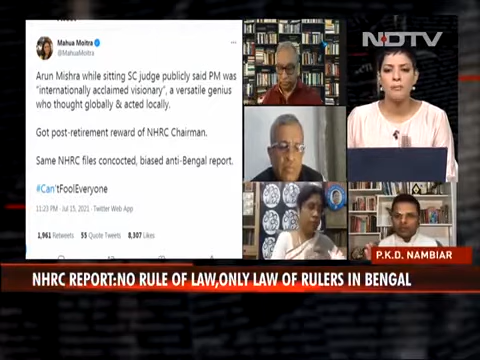 NDTV
Mahua Moitra
@MahuaMoitra
Arun Mishra while sitting SC judge publicly said PM was
"internationally acclaimed visionary", a versatile genius
who thought globally & acted locally.
Got post-retirement reward of NHRC Chairman.
Same NHRC files concocted, biased anti-Bengal report.
#Can'tFoolEveryone
11:23 PM · Jul 15, 2021 · Twitter Web App
1,961 Retweets 55 Quote Tweets 8,307 Likes
P.K.D. NAMBIAR
NHRC REPORT:NO RULE OF LAW,ONLY LAW OF RULERS IN BENGAL